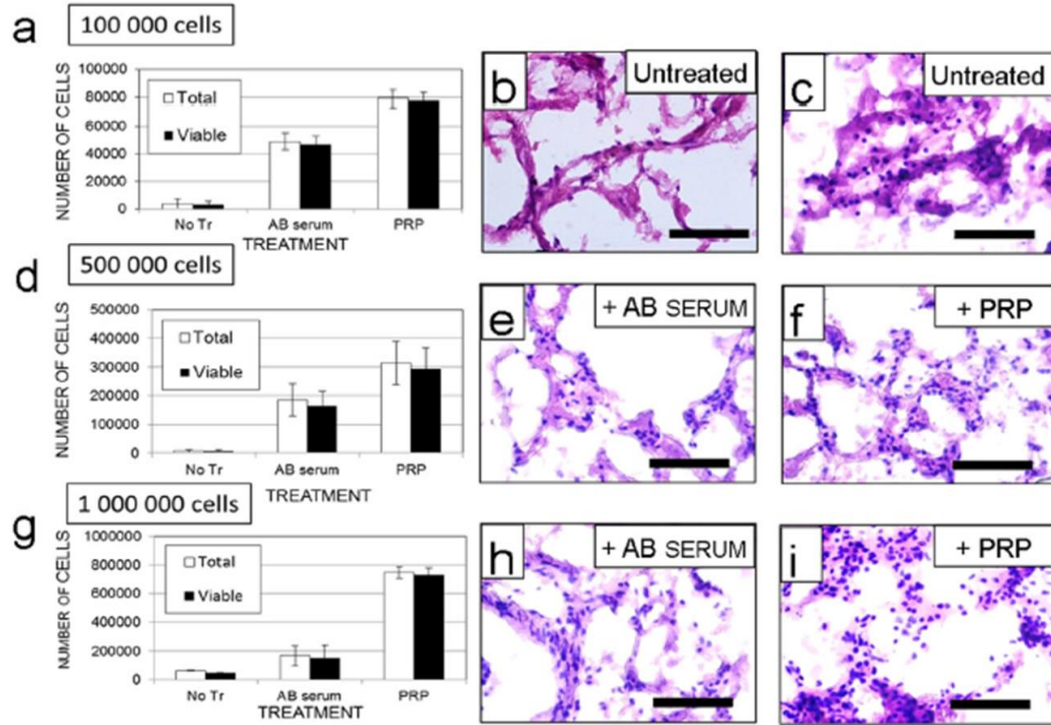 a
100 000 cells
NUMBER OF CELLS
100000
80000
60000
40000
20000
0
Total
Viable
No Tr
AB serum
PRP
TREATMENT
b
Untreated
c
Untreated
d
500 000 cells
NUMBER OF CELLS
500000
400000
300000
200000
100000
0
Total
Viable
No Tr
AB serum
PRP
TREATMENT
e
+ AB SERUM
f
+ PRP
g
1 000 000 cells
NUMBER OF CELLS
1000000
800000
600000
400000
200000
0
Total
Viable
No Tr
AB serum
PRP
TREATMENT
h
+ AB SERUM
i
+ PRP